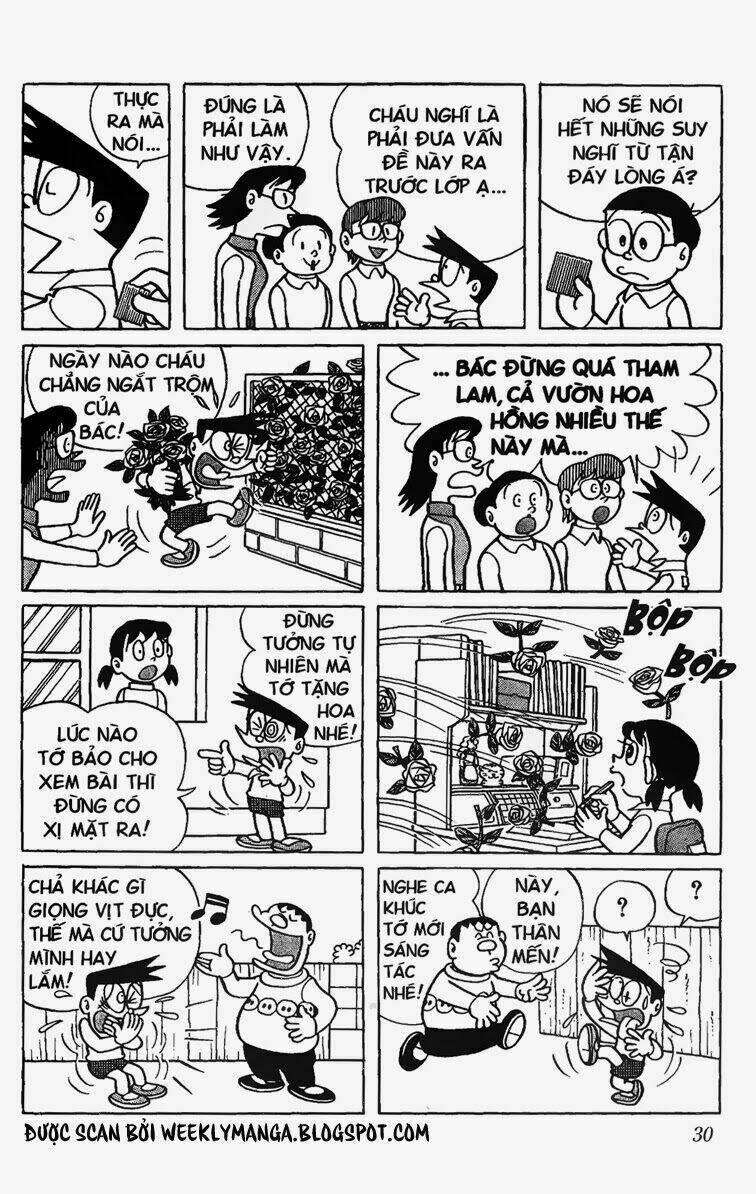 NÓ SẼ NÓI
HẾT NHỮNG SUY
NGHĨ TỪ TẬN
ĐÁY LÒNG Á?
CHÁU NGHĨ LÀ
PHẢI ĐƯA VẤN
ĐỀ NÀY RA
TRƯỚC LỚP Ạ...
ĐÚNG LÀ
PHẢI LÀM
NHƯ VẬY.
THỰC
RA MÀ
NÓI...
... BÁC ĐỪNG QUÁ THAM
LAM, CẢ VƯỜN HOA
HỒNG NHIỀU THẾ
NÀY MÀ...
NGÀY NÀO CHÁU
CHẲNG NGẮT TRỘM
CỦA
BÁC!
BỘP
BỘP
ĐỪNG
TƯỞNG TỰ
NHIÊN MÀ
TỚ TẶNG
HOA
NHÉ!
LÚC NÀO
TỚ BẢO CHO
XEM BÀI THÌ
ĐỪNG CÓ
XỊ MẶT RA!
?
?
NÀY,
BẠN
THÂN
MẾN!
NGHE CA
KHÚC
TỚ MỚI
SÁNG
TÁC
NHÉ!
CHẢ KHÁC GÌ
GIỌNG VỊT ĐỰC,
THẾ MÀ CỨ TƯỞNG
MÌNH HAY
LẮM!
ĐƯỢC SCAN BỞI WEEKLYMANGA.BLOGSPOT.COM
30